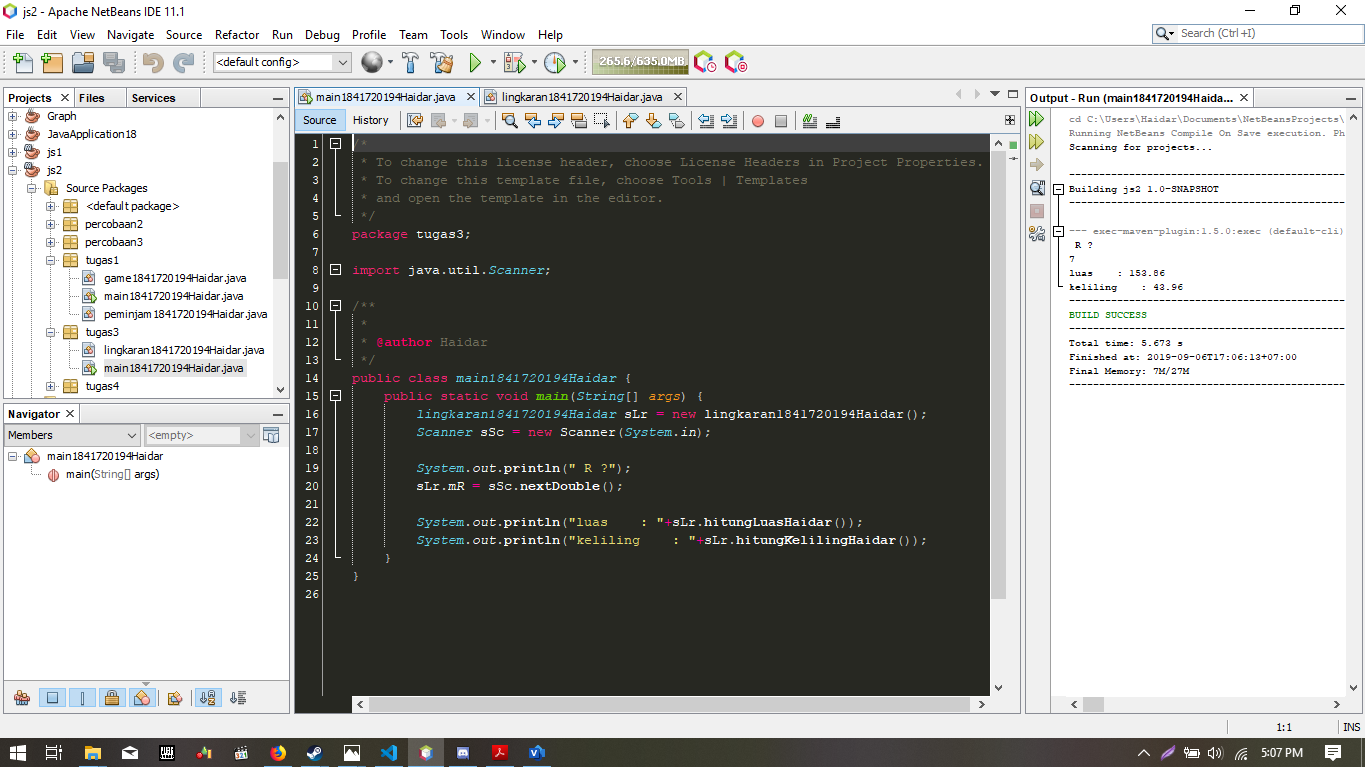 js2 - Apache NetBeans IDE 11.1
File Edit View Navigate Source Refactor Run Debug Profile Team Tools Window Help
Search (Ctrl+I)
<default config>
265.6/635.0MB
Projects Files Services
Graph
JavaApplication18
js1
js2
Source Packages
<default package>
percobaan2
percobaan3
tugas1
game1841720194Haidar.java
main1841720194Haidar.java
peminjam1841720194Haidar.java
tugas3
lingkaran1841720194Haidar.java
main1841720194Haidar.java
tugas4
Navigator
Members <empty>
main1841720194Haidar
main(String[] args)
main1841720194Haidar.java lingkaran1841720194Haidar.java
Source History
1 /*
2 * To change this license header, choose License Headers in Project Properties.
3 * To change this template file, choose Tools | Templates
4 * and open the template in the editor.
5 */
6 package tugas3;
7
8 import java.util.Scanner;
9
10 /**
11 *
12 * @author Haidar
13 */
14 public class main1841720194Haidar {
15 public static void main(String[] args) {
16 lingkaran1841720194Haidar sLr = new lingkaran1841720194Haidar();
17 Scanner sSc = new Scanner(System.in);
18
19 System.out.println(" R ?");
20 sLr.mR = sSc.nextDouble();
21
22 System.out.println("luas    : "+sLr.hitungLuasHaidar());
23 System.out.println("keliling    : "+sLr.hitungKelilingHaidar());
24 }
25 }
26
Output - Run (main1841720194Haida...
cd C:\Users\Haidar\Documents\NetBeansProjects\
Running NetBeans Compile On Save execution. Ph
Scanning for projects...
------------------------------------------------
Building js2 1.0-SNAPSHOT
------------------------------------------------
--- exec-maven-plugin:1.5.0:exec (default-cli)
R ?
7
luas    : 153.86
keliling    : 43.96
------------------------------------------------
BUILD SUCCESS
------------------------------------------------
Total time: 5.673 s
Finished at: 2019-09-06T17:06:13+07:00
Final Memory: 7M/27M
------------------------------------------------
1:1 INS
5:07 PM